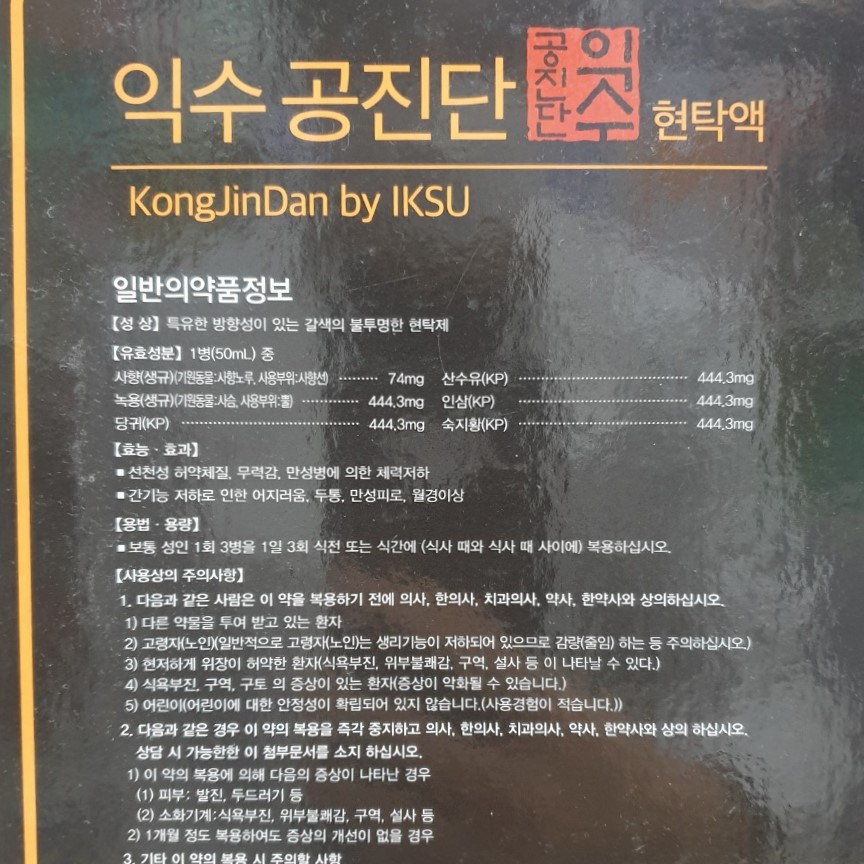 익수 공진단 익수 공진단 현탁액
KongJinDan by IKSU
일반의약품정보
【성 상】 특유한 방향성이 있는 갈색의 불투명한 현탁제
【유효성분】 1병(50mL) 중
사향(생규)(기원동물:사향노루, 사용부위:사향선) ········ 74mg 산수유(KP) ········ 444.3mg
녹용(생규)(기원동물:사슴, 사용부위:뿔) ········ 444.3mg 인삼(KP) ········ 444.3mg
당귀(KP) ········ 444.3mg 숙지황(KP) ········ 444.3mg
【효능 · 효과】
■ 선천성 허약체질, 무력감, 만성병에 의한 체력저하
■ 간기능 저하로 인한 어지러움, 두통, 만성피로, 월경이상
【용법 · 용량】
■ 보통 성인 1회 3병을 1일 3회 식전 또는 식간에 (식사 때와 식사 때 사이에) 복용하십시오.
【사용상의 주의사항】
1. 다음과 같은 사람은 이 약을 복용하기 전에 의사, 한의사, 치과의사, 약사, 한약사와 상의하십시오.
1) 다른 약물을 투여 받고 있는 환자
2) 고령자(노인)(일반적으로 고령자(노인)는 생리기능이 저하되어 있으므로 감량(줄임) 하는 등 주의하십시오.)
3) 현저하게 위장이 허약한 환자(식욕부진, 위부불쾌감, 구역, 설사 등 이 나타날 수 있다.)
4) 식욕부진, 구역, 구토 의 증상이 있는 환자(증상이 악화될 수 있습니다.)
5) 어린이(어린이에 대한 안정성이 확립되어 있지 않습니다.(사용경험이 적습니다.))
2. 다음과 같은 경우 이 약의 복용을 즉각 중지하고 의사, 한의사, 치과의사, 약사, 한약사와 상의 하십시오.
상담 시 가능한한 이 첨부문서를 소지 하십시오.
1) 이 약의 복용에 의해 다음의 증상이 나타난 경우
(1) 피부: 발진, 두드러기 등
(2) 소화기계:식욕부진, 위부불쾌감, 구역, 설사 등
2) 1개월 정도 복용하여도 증상의 개선이 없을 경우
3. 기타 이 약의 복용 시 주의할 사항